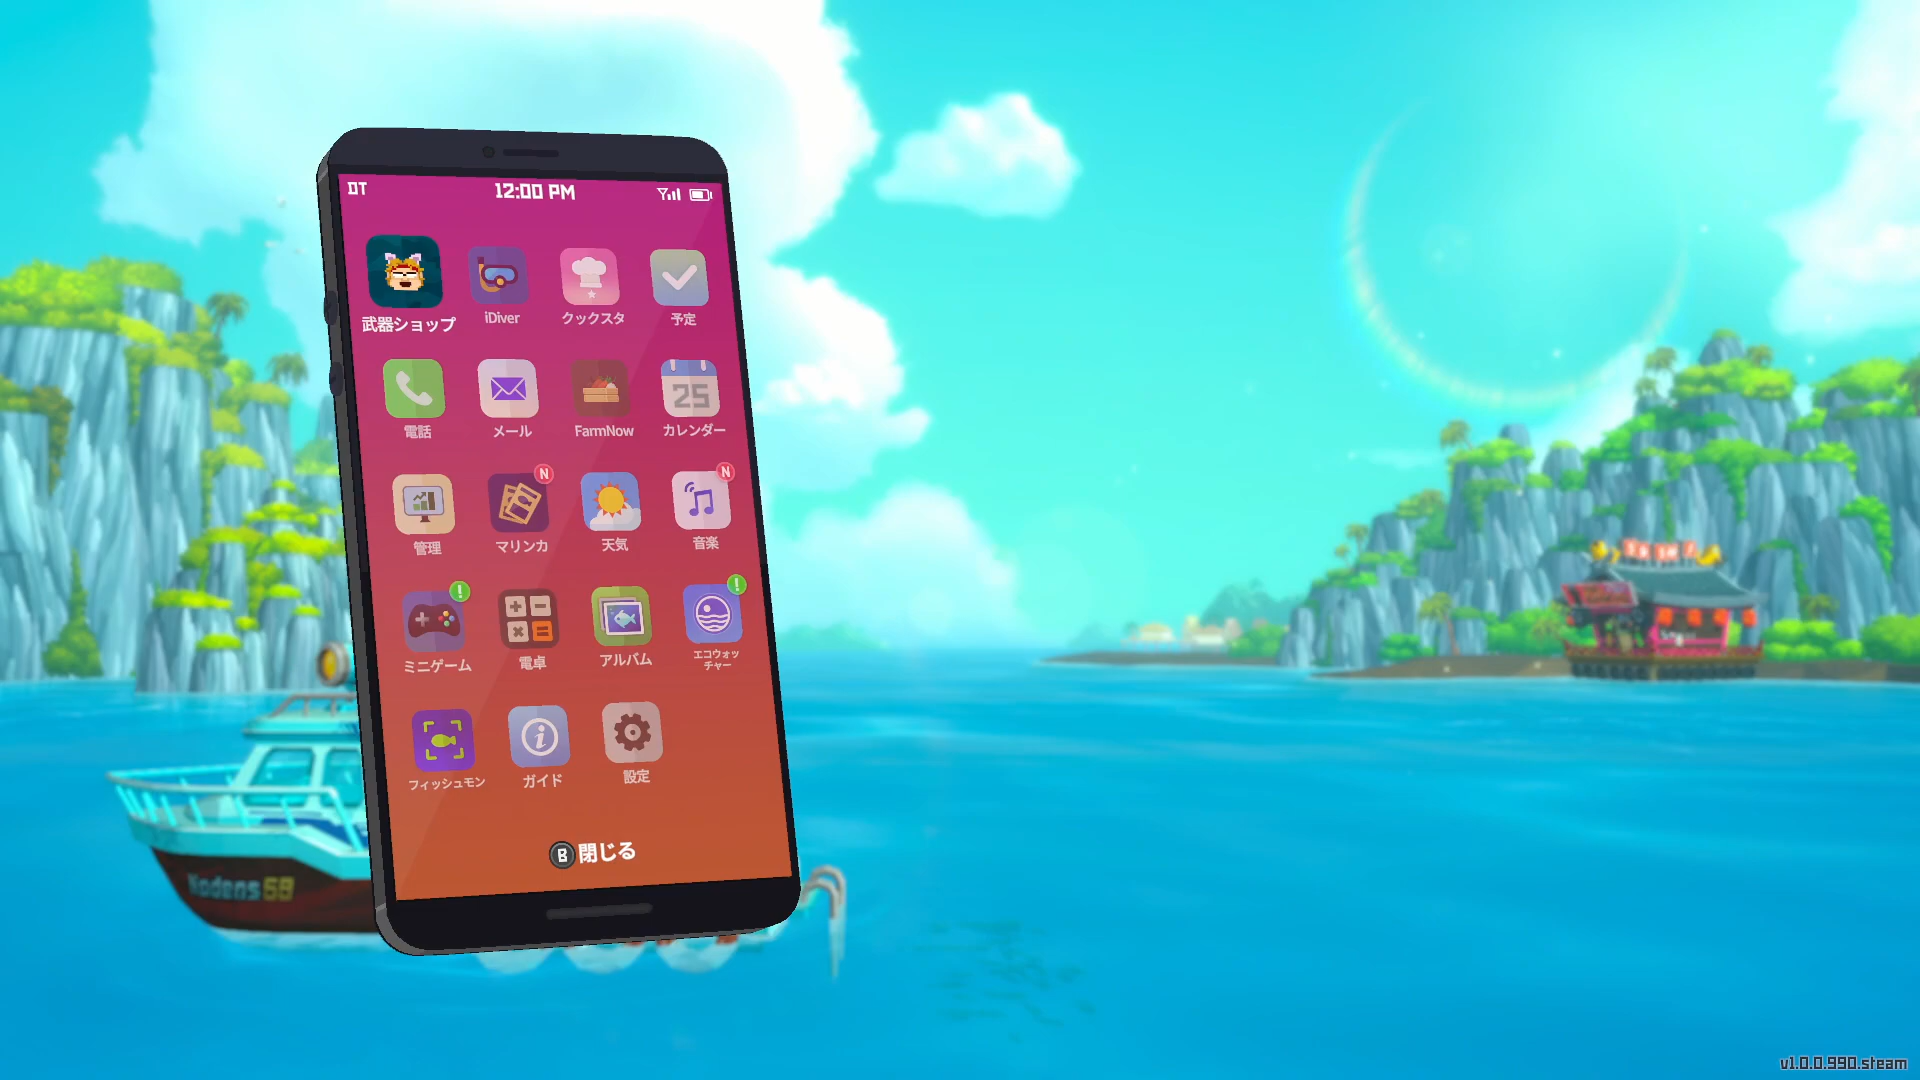 DT
12:00 PM
武器ショップ
iDiver
クックスタ
予定
電話
メール
FarmNow
25
カレンダー
管理
N
マリンカ
天気
N
音楽
!
ミニゲーム
電卓
アルバム
!
エコウォッ
チャー
フィッシュモン
i
ガイド
設定
B 閉じる
Nodens68
v1.0.0.990.steam